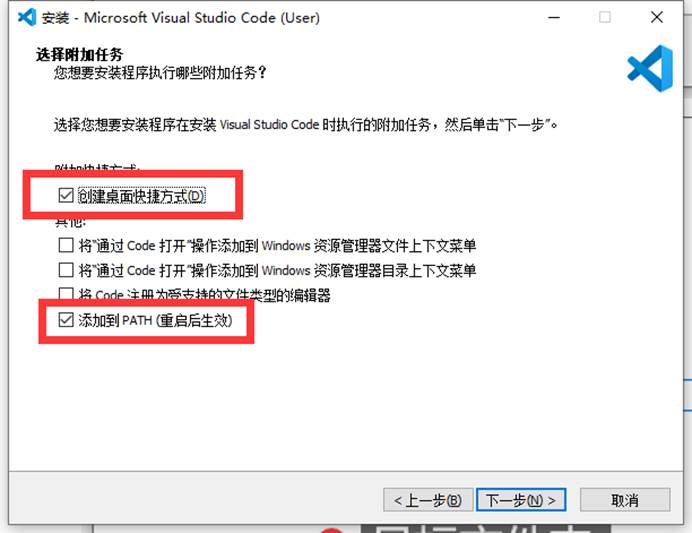 安装 - Microsoft Visual Studio Code (User)
选择附加任务
您想要安装程序执行哪些附加任务？
选择您想要安装程序在安装 Visual Studio Code 时执行的附加任务，然后单击“下一步”。
附加快捷方式:
创建桌面快捷方式(D)
其他:
将“通过 Code 打开”操作添加到 Windows 资源管理器文件上下文菜单
将“通过 Code 打开”操作添加到 Windows 资源管理器目录上下文菜单
将 Code 注册为受支持的文件类型的编辑器
添加到 PATH (重启后生效)
< 上一步(B) 下一步(N) > 取消